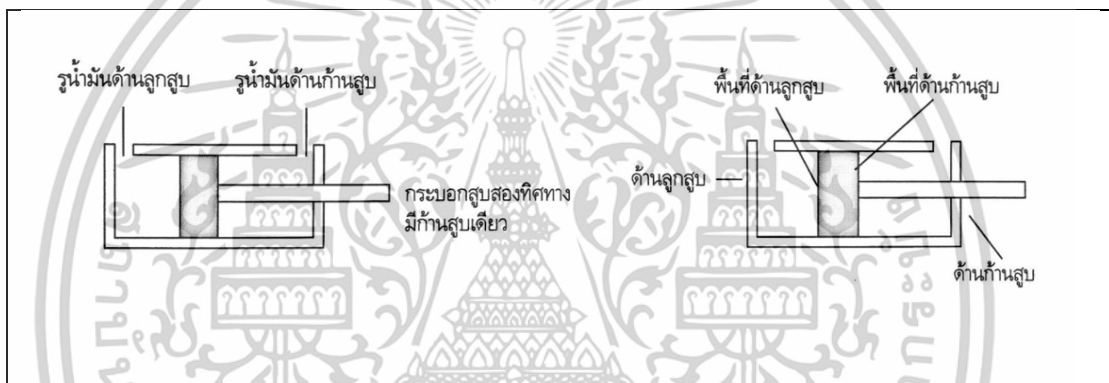 รูน้ำมันด้านลูกสูบ
รูน้ำมันด้านก้านสูบ
กระบอกสูบสองทิศทาง
มีก้านสูบเดียว
พื้นที่ด้านลูกสูบ
พื้นที่ด้านก้านสูบ
ด้านลูกสูบ
ด้านก้านสูบ